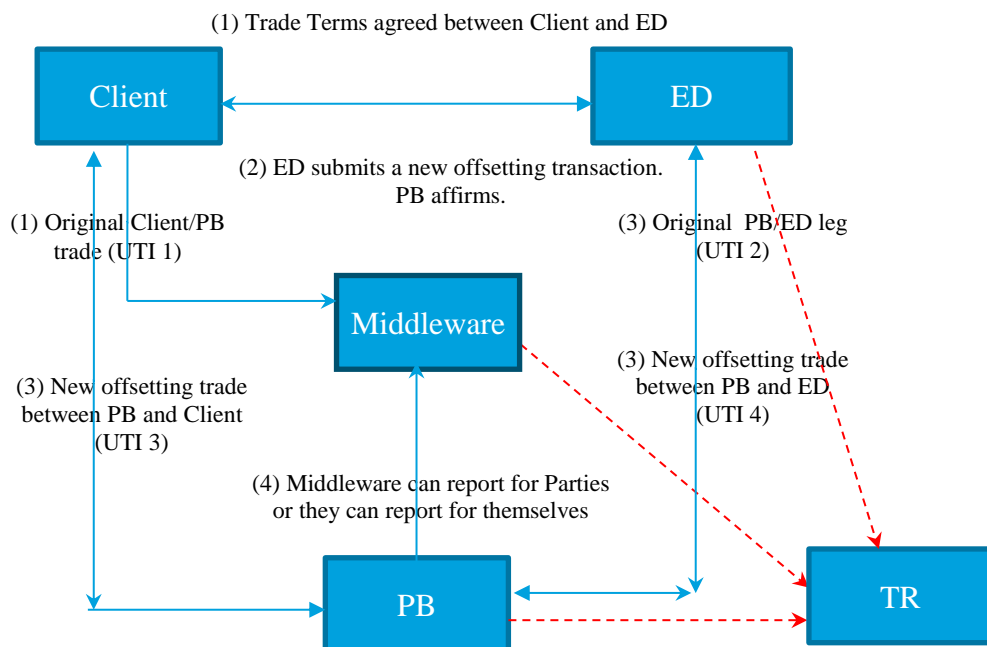 (1) Trade Terms agreed between Client and ED
Client
ED
(2) ED submits a new offsetting transaction.
PB affirms.
(1) Original Client/PB
trade (UTI 1)
(3) Original PB/ED leg
(UTI 2)
Middleware
(3) New offsetting trade
between PB and Client
(UTI 3)
(3) New offsetting trade
between PB and ED
(UTI 4)
(4) Middleware can report for Parties
or they can report for themselves
PB
TR